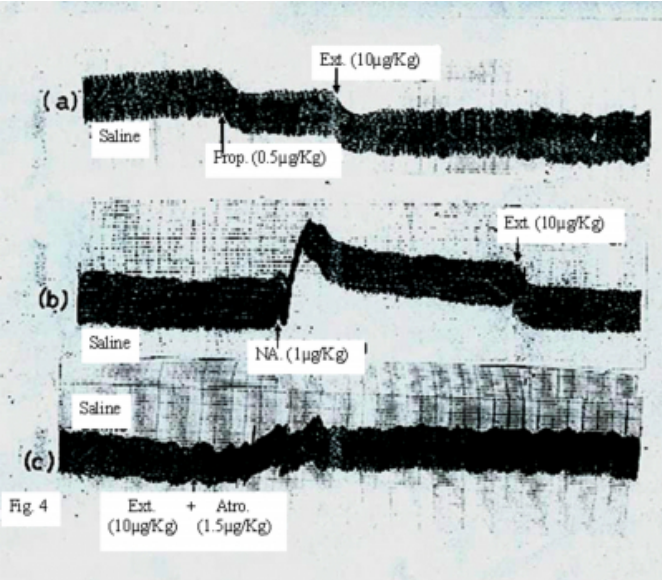 Ext. (10μg/Kg)
(a)
Saline
Prop. (0.5μg/Kg)
Ext. (10μg/Kg)
(b)
Saline
NA. (1μg/Kg)
Saline
(c)
Fig. 4
Ext. + Atro.
(10μg/Kg) (1.5μg/Kg)